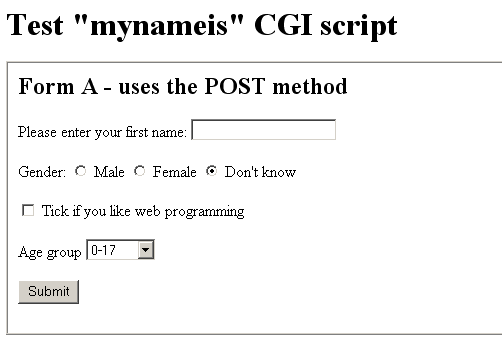 Test "mynameis" CGI script
Form A - uses the POST method
Please enter your first name:
Gender: Male Female Don't know
Tick if you like web programming
Age group 0-17
Submit